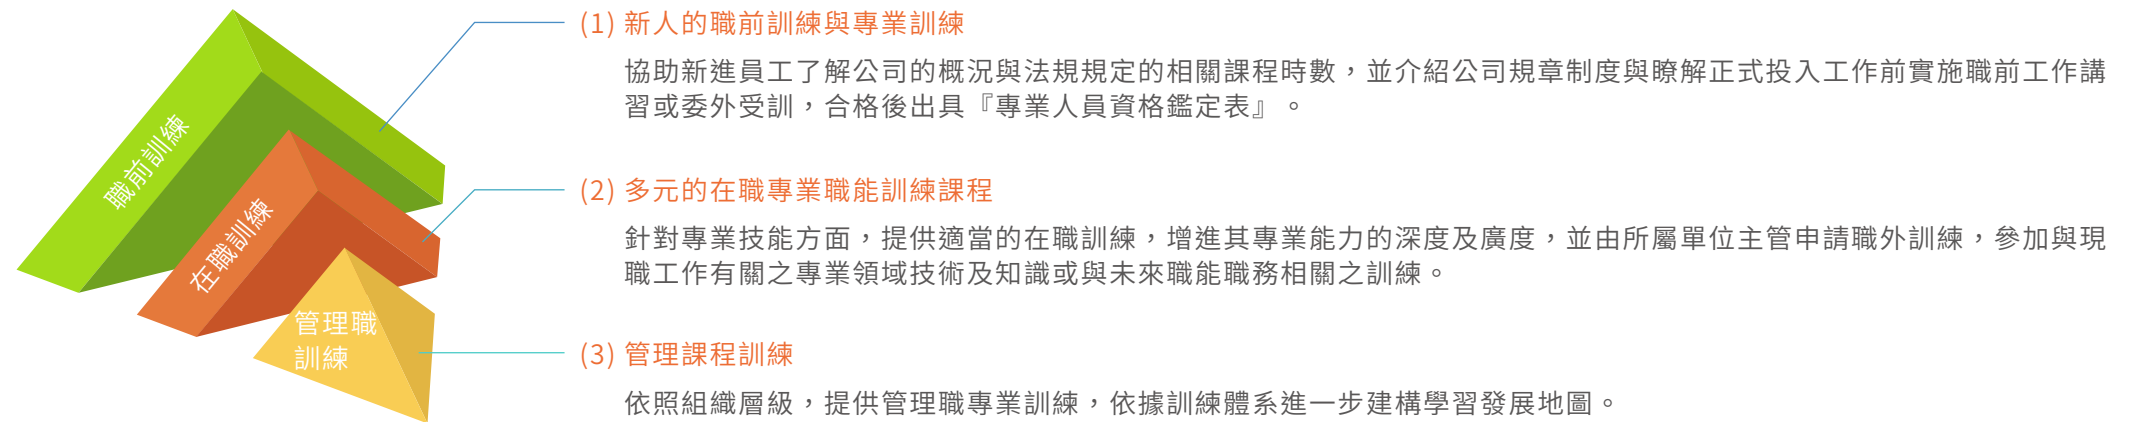 職前訓練
在職訓練
管理職
訓練
(1) 新人的職前訓練與專業訓練
協助新進員工了解公司的概況與法規規定的相關課程時數，並介紹公司規章制度與瞭解正式投入工作前實施職前工作講
習或委外受訓，合格後出具『專業人員資格鑑定表』。
(2) 多元的在職專業職能訓練課程
針對專業技能方面，提供適當的在職訓練，增進其專業能力的深度及廣度，並由所屬單位主管申請職外訓練，參加與現
職工作有關之專業領域技術及知識或與未來職能職務相關之訓練。
(3) 管理課程訓練
依照組織層級，提供管理職專業訓練，依據訓練體系進一步建構學習發展地圖。